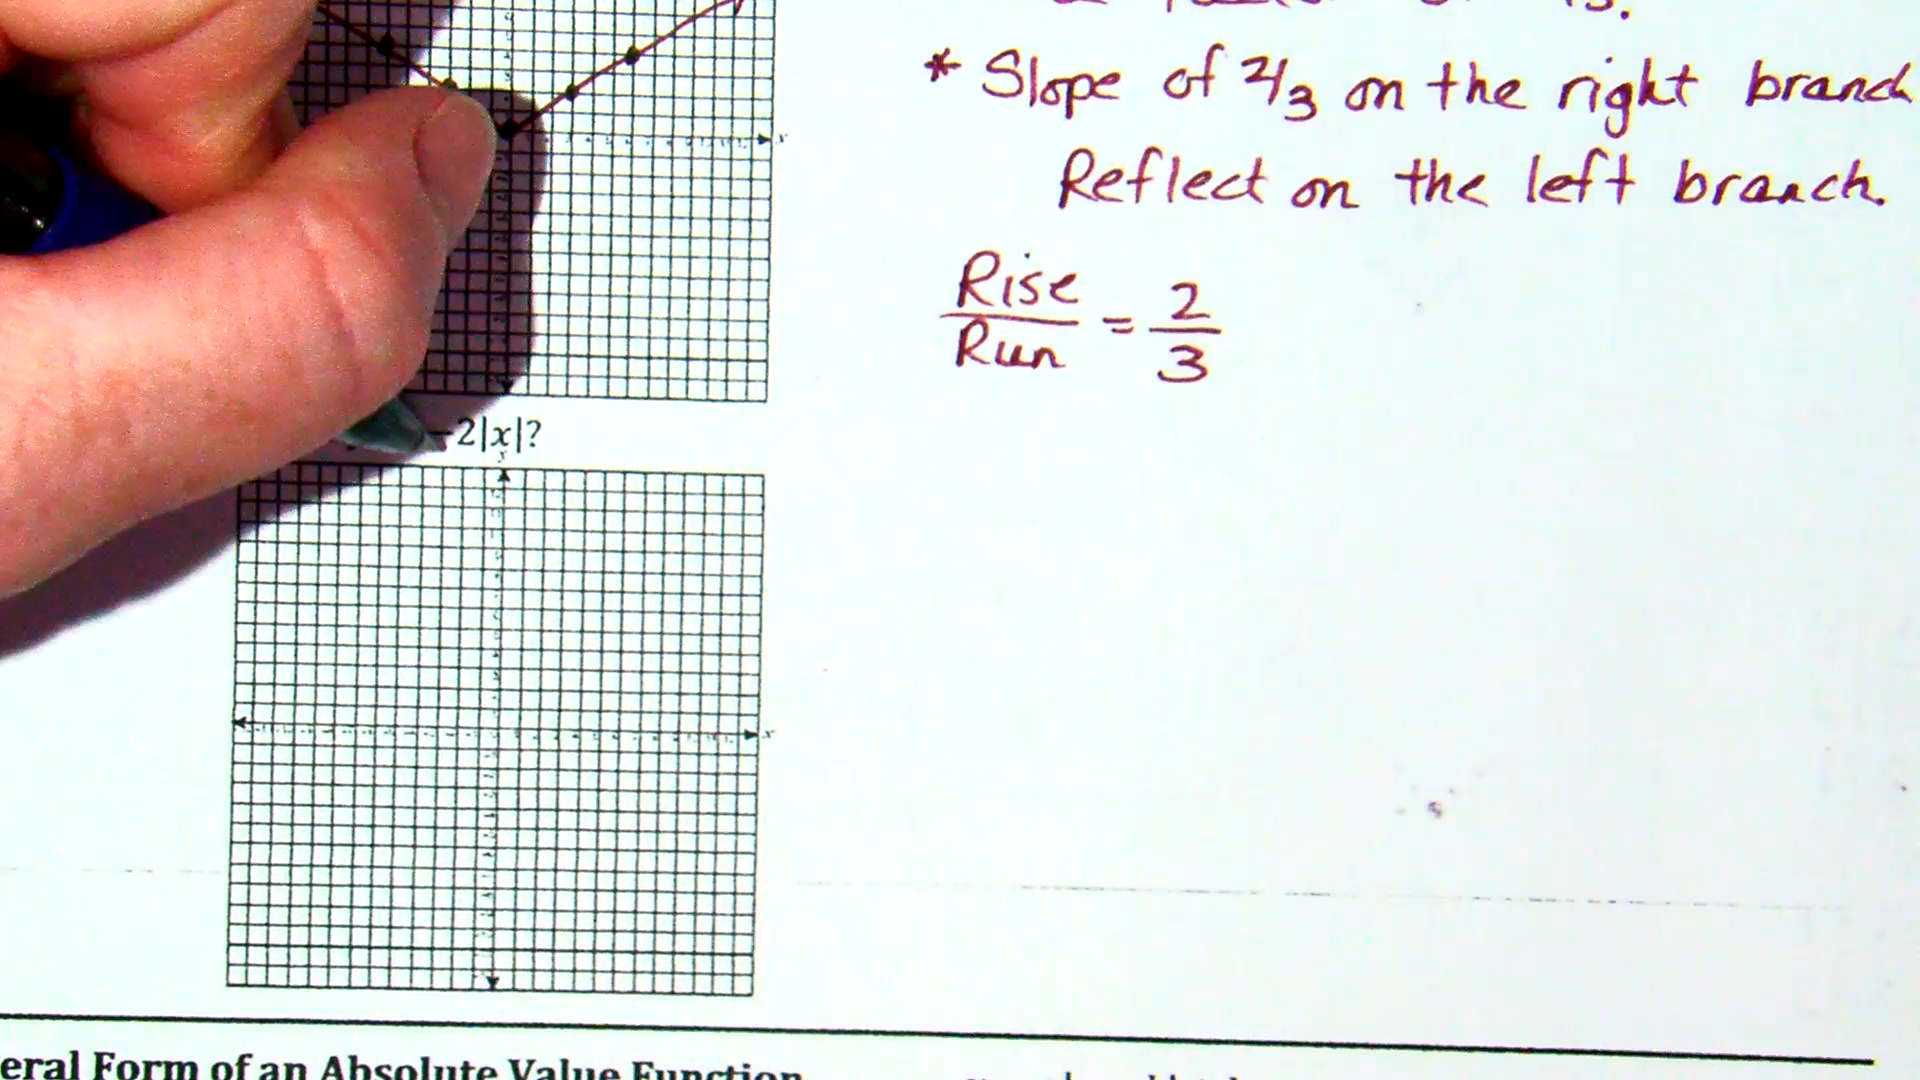 * Slope of 2/3 on the right branch
Reflect on the left branch.
Rise
Run
=
2
3
-2|x|?
y
x
x
eral Form of an Absolute Value Function